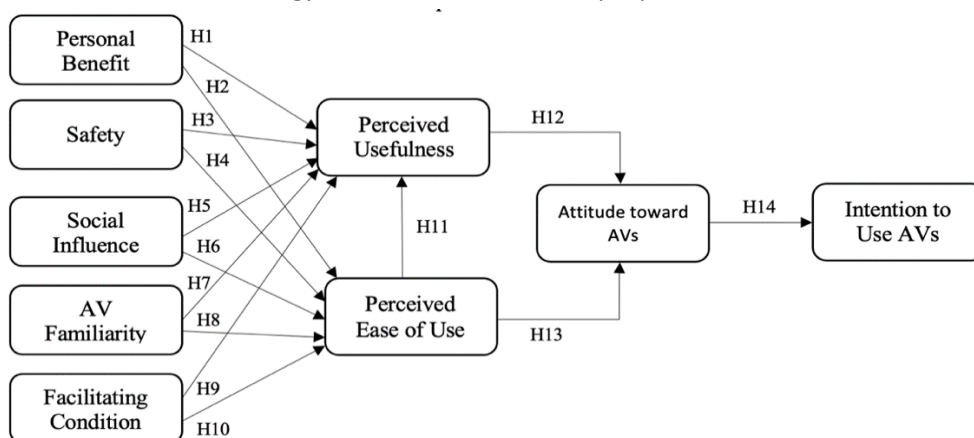 Personal
Benefit
H1
H2
Safety
H3
H4
Social
Influence
H5
H6
AV
Familiarity
H7
H8
Facilitating
Condition
H9
H10
Perceived
Usefulness
H11
Perceived
Ease of Use
H12
H13
Attitude toward
AVs
H14
Intention to
Use AVs